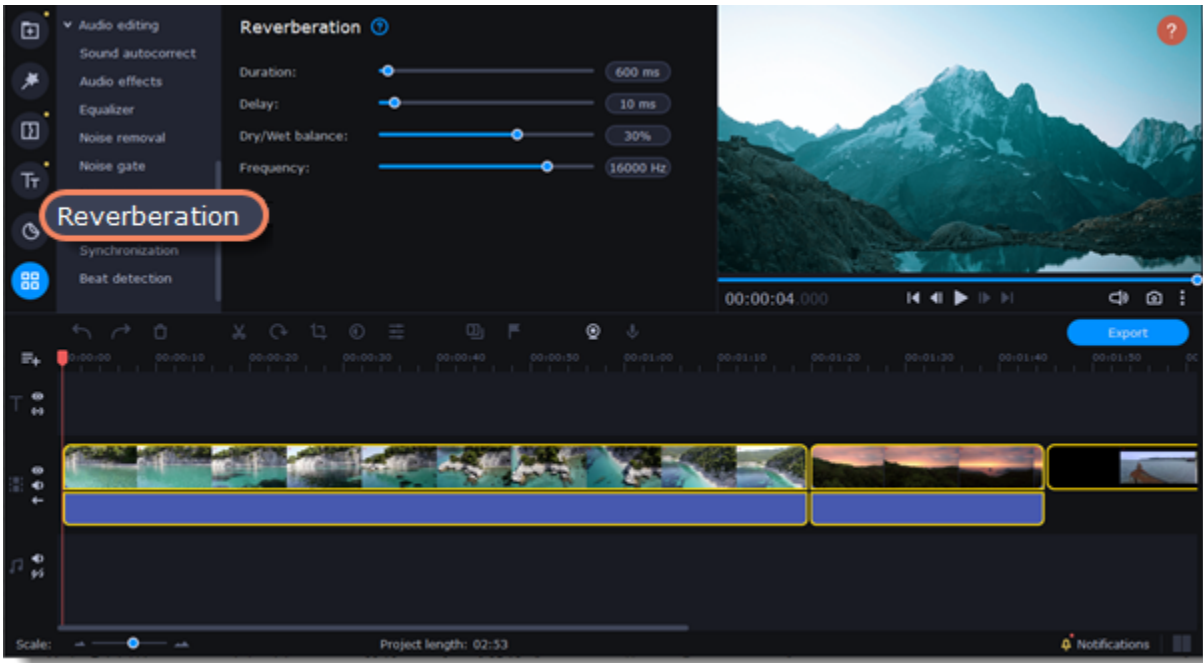 Audio editing
Sound autocorrect
Audio effects
Equalizer
Noise removal
Noise gate
Reverberation
Synchronization
Beat detection
Reverberation ?
Duration: 600 ms
Delay: 10 ms
Dry/Wet balance: 30%
Frequency: 16000 Hz
?
00:00:04.000
Export
0:00:00 00:00:10 00:00:20 00:00:30 00:00:40 00:00:50 00:01:00 00:01:10 00:01:20 00:01:30 00:01:40 00:01:50 00
Scale: Project length: 02:53 Notifications